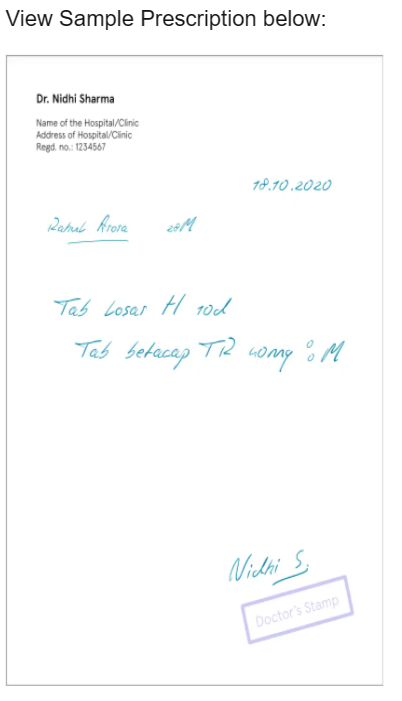 View Sample Prescription below:
Dr. Nidhi Sharma
Name of the Hospital/Clinic
Address of Hospital/Clinic
Regd. no.: 1234567
18.10.2020
Rahul Arora 28M
Tab Losar H 10d
Tab betacap TR 40mg M
Nidhi S.
Doctor's Stamp